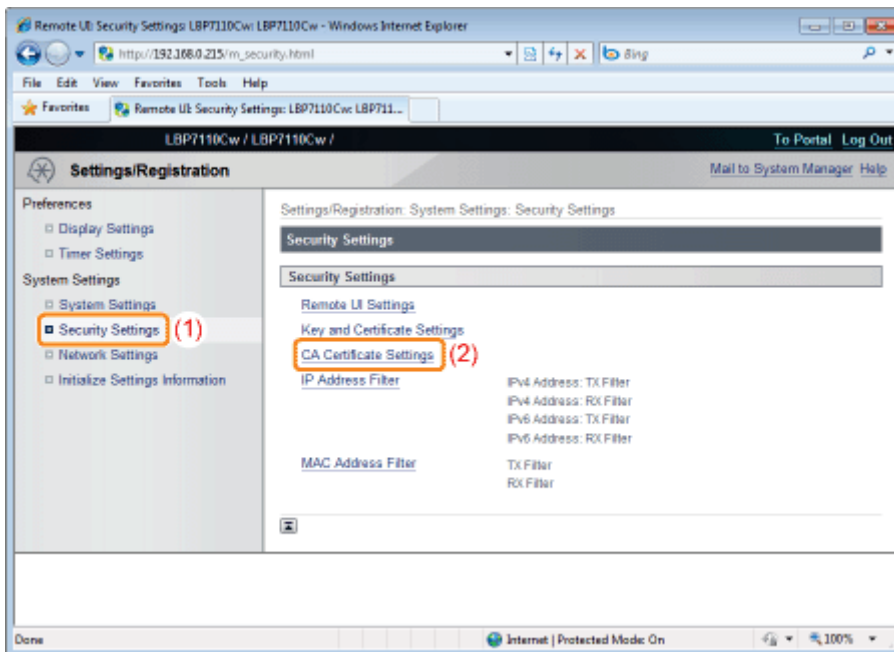 Remote UI: Security Settings: LBP7110Cw: LBP7110Cw - Windows Internet Explorer
http://192.168.0.215/m_security.html
Bing
File Edit View Favorites Tools Help
Favorites
Remote UI: Security Settings: LBP7110Cw: LBP711...
LBP7110Cw / LBP7110Cw /
To Portal Log Out
Settings/Registration
Mail to System Manager Help
Preferences
Display Settings
Timer Settings
System Settings
System Settings
Security Settings (1)
Network Settings
Initialize Settings Information
Settings/Registration: System Settings: Security Settings
Security Settings
Security Settings
Remote UI Settings
Key and Certificate Settings
CA Certificate Settings (2)
IP Address Filter
IPv4 Address: TX Filter
IPv4 Address: RX Filter
IPv6 Address: TX Filter
IPv6 Address: RX Filter
MAC Address Filter
TX Filter
RX Filter
Done
Internet | Protected Mode: On
100%